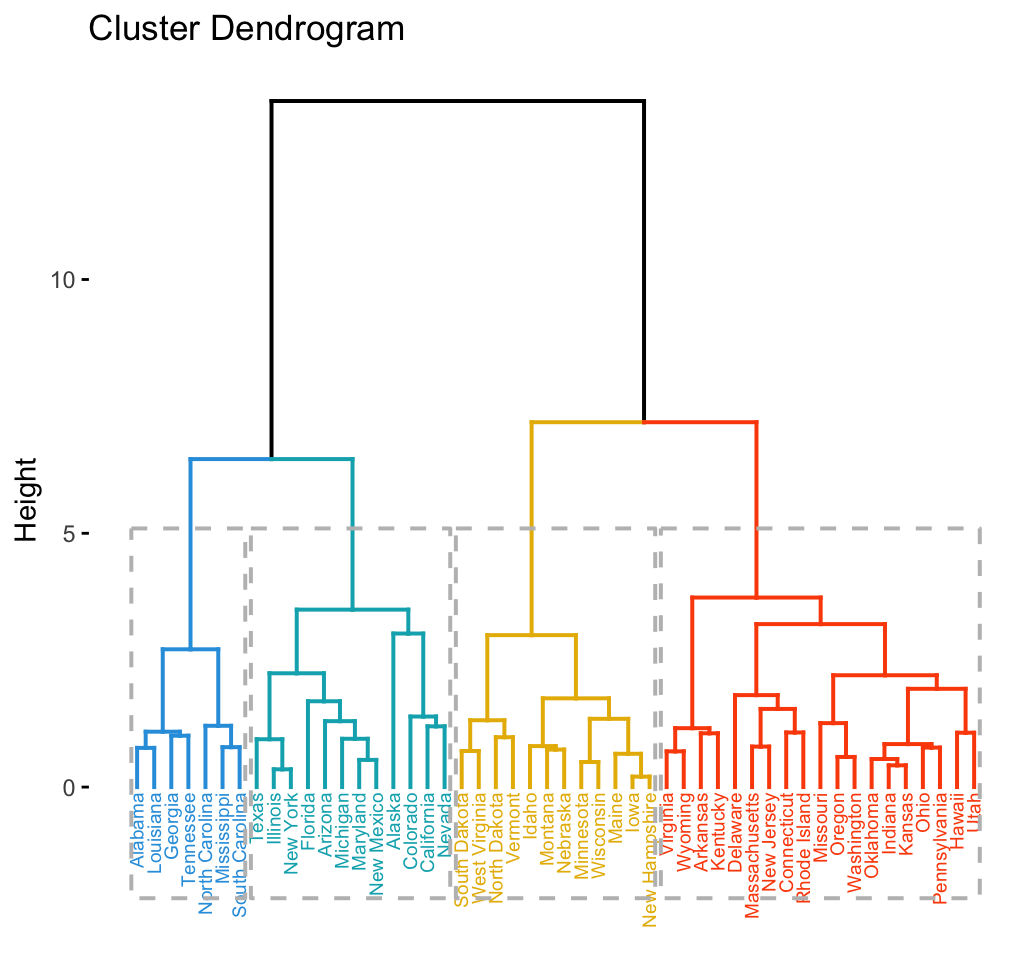 Cluster Dendrogram
Height
10
5
0
Alabama
Louisiana
Georgia
Tennessee
North Carolina
Mississippi
South Carolina
Texas
Illinois
New York
Florida
Arizona
Michigan
Maryland
New Mexico
Alaska
Colorado
California
Nevada
South Dakota
West Virginia
North Dakota
Vermont
Idaho
Montana
Nebraska
Minnesota
Wisconsin
Maine
Iowa
New Hampshire
Virginia
Wyoming
Arkansas
Kentucky
Delaware
Massachusetts
New Jersey
Connecticut
Rhode Island
Missouri
Oregon
Washington
Oklahoma
Indiana
Kansas
Ohio
Pennsylvania
Hawaii
Utah